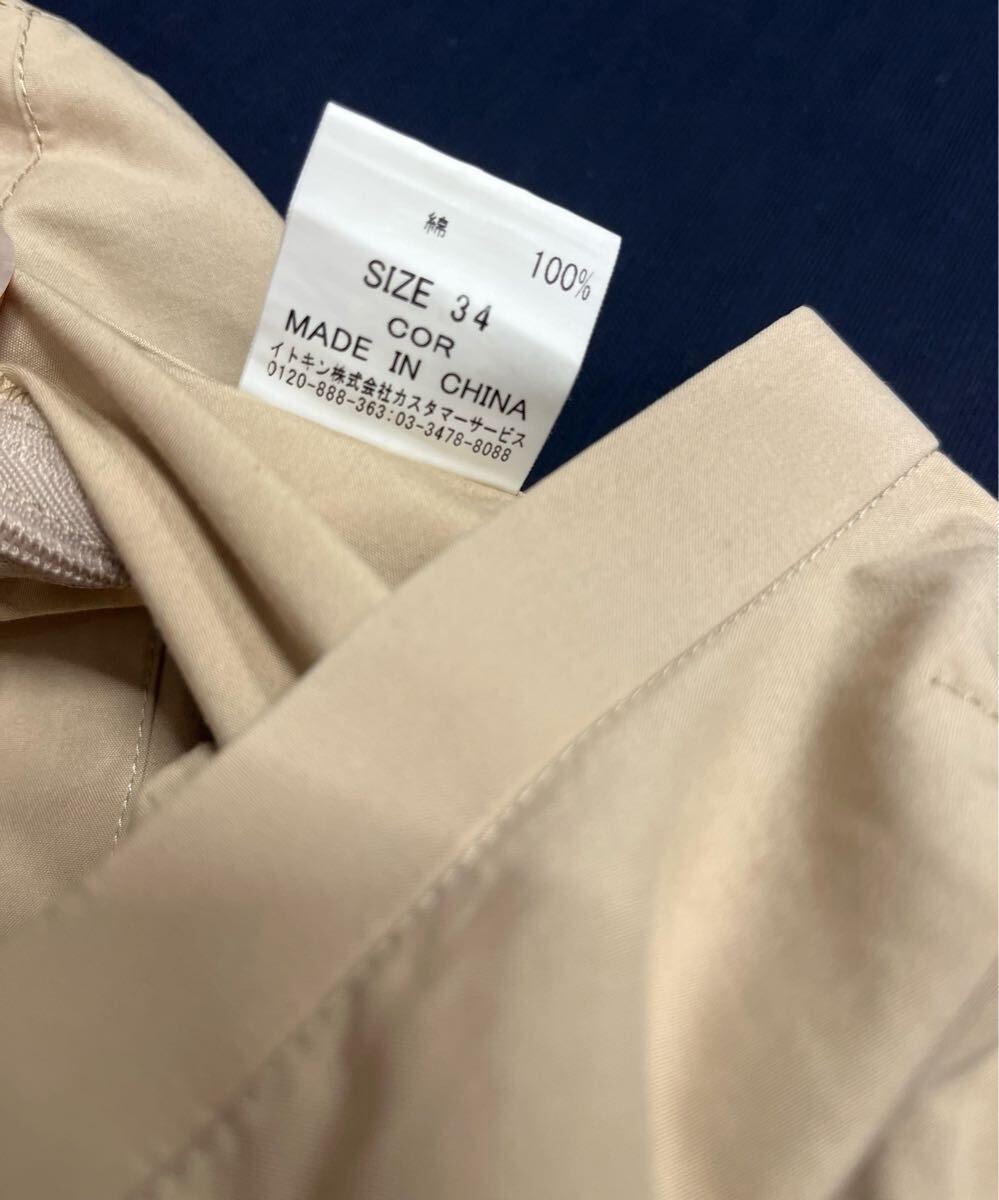 綿 100%
SIZE 34
COR
MADE IN CHINA
イトキン株式会社カスタマーサービス
0120-888-363:03-3478-8088